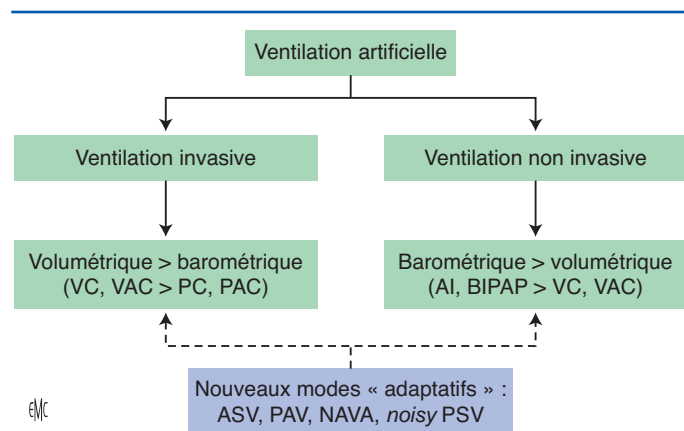 Ventilation artificielle
Ventilation invasive
Ventilation non invasive
Volumétrique > barométrique
(VC, VAC > PC, PAC)
Barométrique > volumétrique
(AI, BIPAP > VC, VAC)
Nouveaux modes « adaptatifs » :
ASV, PAV, NAVA, noisy PSV
EMC